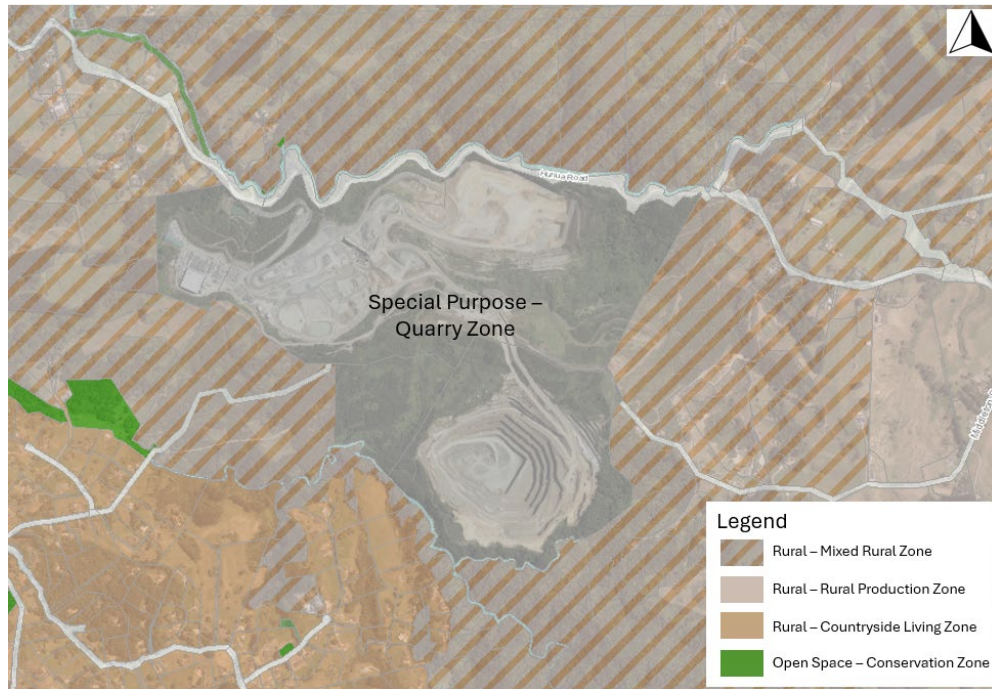 Hunua Road
Special Purpose –
Quarry Zone
Legend
Rural – Mixed Rural Zone
Rural – Rural Production Zone
Rural – Countryside Living Zone
Open Space – Conservation Zone